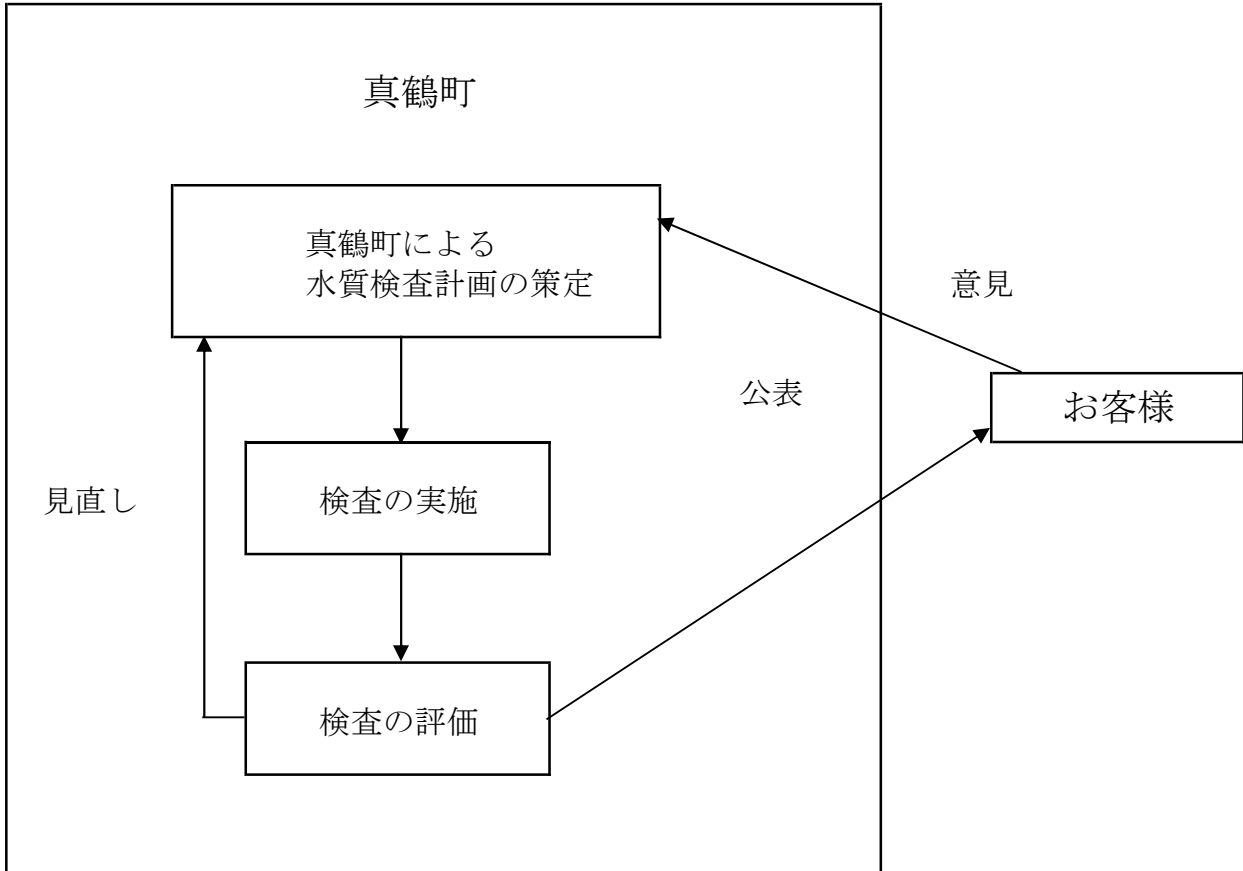 真鶴町
真鶴町による
水質検査計画の策定
意見
公表
お客様
見直し
検査の実施
検査の評価